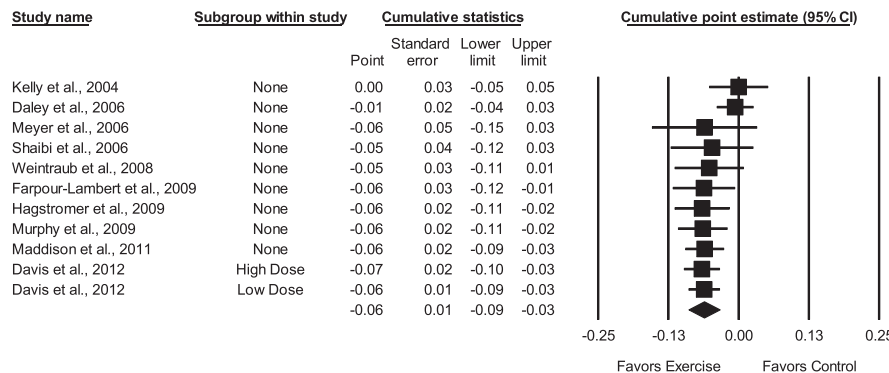 Study name Subgroup within study Cumulative statistics Cumulative point estimate (95% CI)
Standard Lower Upper
Point error limit limit
Kelly et al., 2004 None 0.00 0.03 -0.05 0.05
Daley et al., 2006 None -0.01 0.02 -0.04 0.03
Meyer et al., 2006 None -0.06 0.05 -0.15 0.03
Shaibi et al., 2006 None -0.05 0.04 -0.12 0.03
Weintraub et al., 2008 None -0.05 0.03 -0.11 0.01
Farpour-Lambert et al., 2009 None -0.06 0.03 -0.12 -0.01
Hagstromer et al., 2009 None -0.06 0.02 -0.11 -0.02
Murphy et al., 2009 None -0.06 0.02 -0.11 -0.02
Maddison et al., 2011 None -0.06 0.02 -0.09 -0.03
Davis et al., 2012 High Dose -0.07 0.02 -0.10 -0.03
Davis et al., 2012 Low Dose -0.06 0.01 -0.09 -0.03
-0.06 0.01 -0.09 -0.03
-0.25 -0.13 0.00 0.13 0.25
Favors Exercise Favors Control